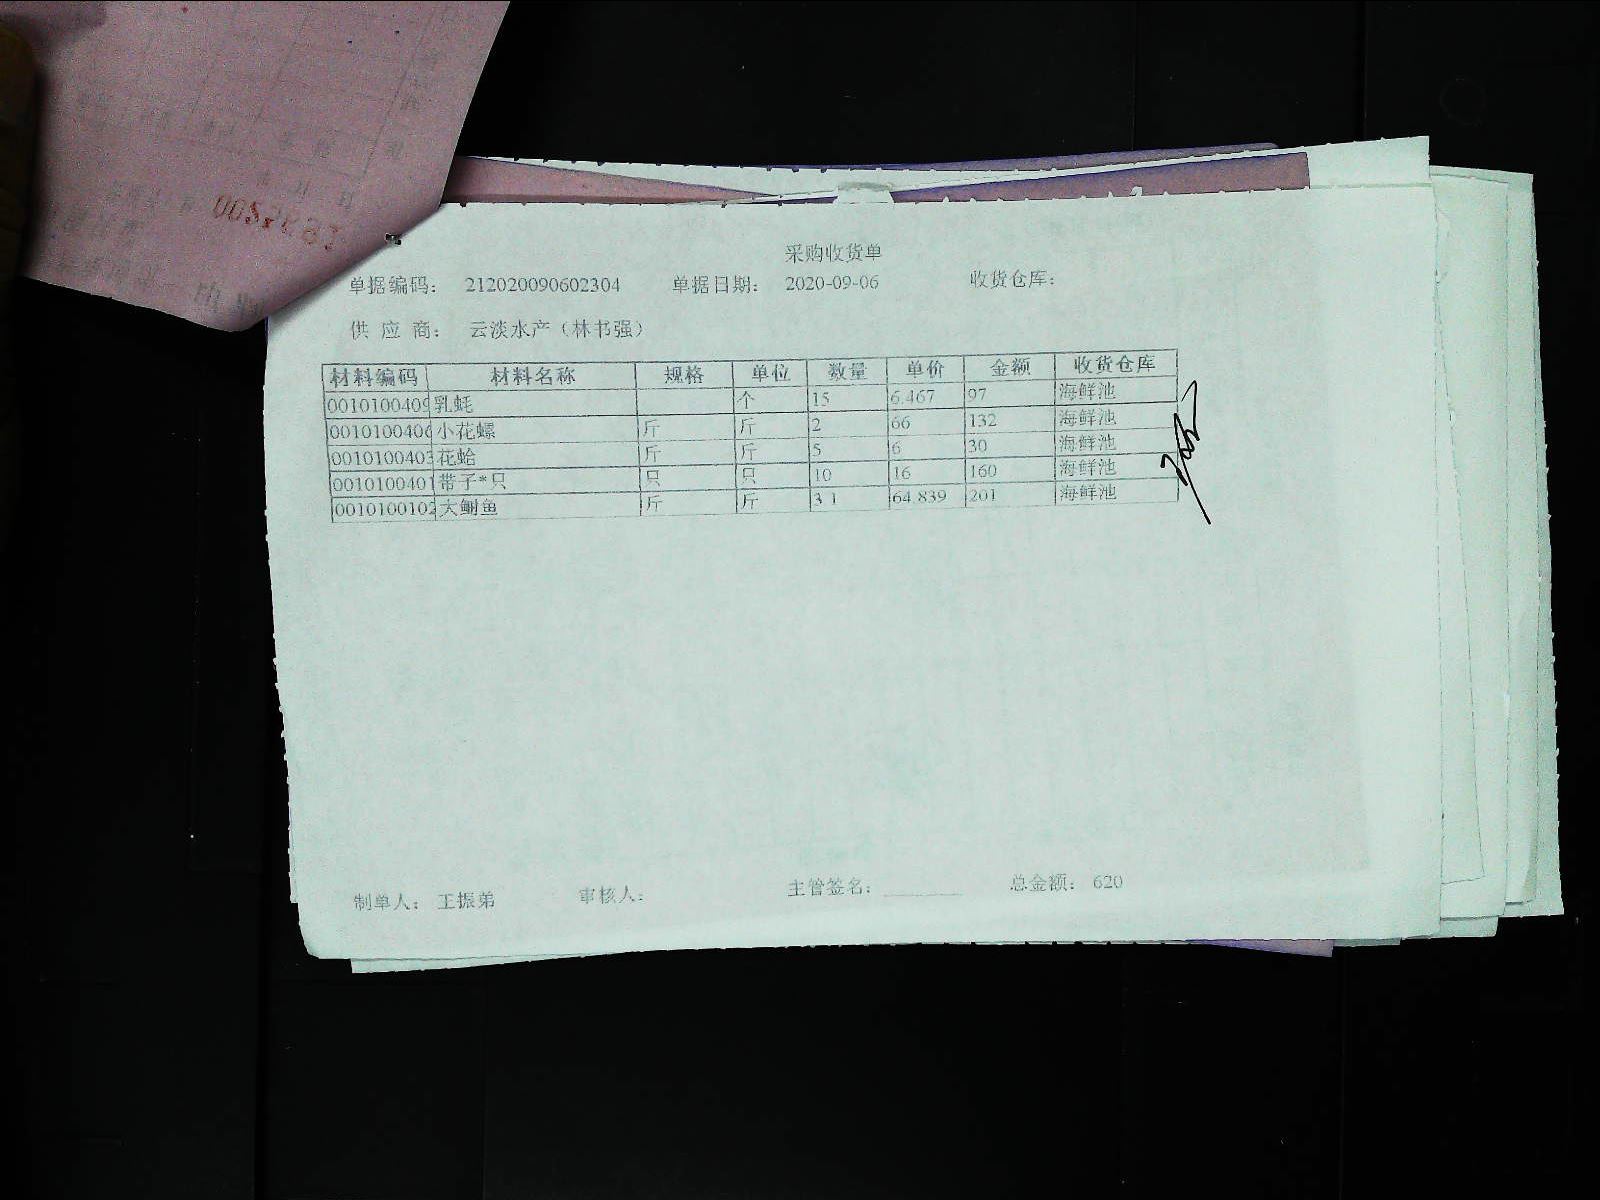 采购收货单
单据编码: 212020090602304 单据日期: 2020-09-06 收货仓库:
供 应 商: 云淡水产（林书强）
材料编码 材料名称 规格 单位 数量 单价 金额 收货仓库
0010100409 乳蚝 个 15 6.467 97 海鲜池
0010100406 小花螺 斤 斤 2 66 132 海鲜池
0010100403 花蛤 斤 斤 5 6 30 海鲜池
0010100401 带子*只 只 只 10 16 160 海鲜池
0010100102 大鲥鱼 斤 斤 3.1 64.839 201 海鲜池
制单人: 王振弟 审核人: 主管签名: 总金额: 620